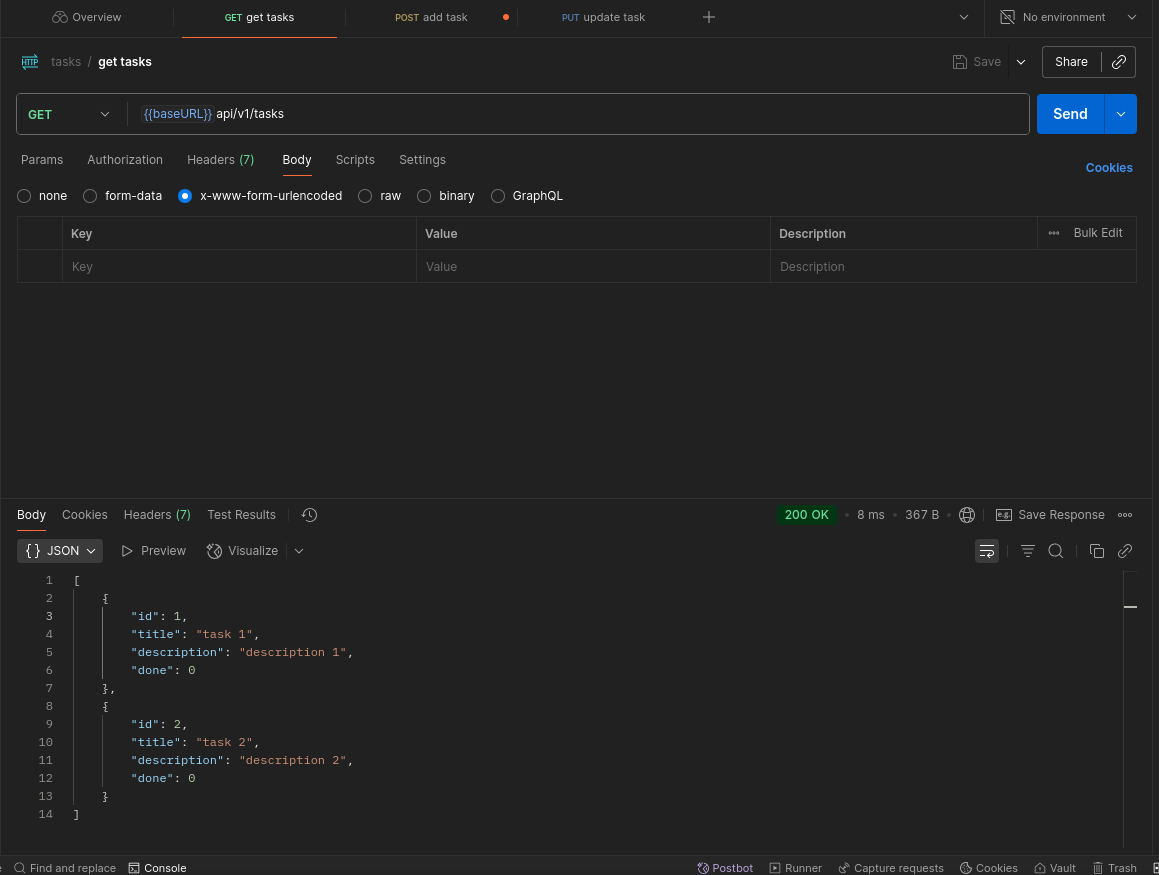 Overview GET get tasks POST add task PUT update task No environment
HTTP tasks / get tasks Save Share
GET {{baseURL}} api/v1/tasks Send
Params Authorization Headers (7) Body Scripts Settings Cookies
none form-data x-www-form-urlencoded raw binary GraphQL
Key Value Description Bulk Edit
Key Value Description
Body Cookies Headers (7) Test Results 200 OK • 8 ms • 367 B • e.g. Save Response
{} JSON Preview Visualize
1 [
2 {
3 "id": 1,
4 "title": "task 1",
5 "description": "description 1",
6 "done": 0
7 },
8 {
9 "id": 2,
10 "title": "task 2",
11 "description": "description 2",
12 "done": 0
13 }
14 ]
Find and replace Console Postbot Runner Capture requests Cookies Vault Trash